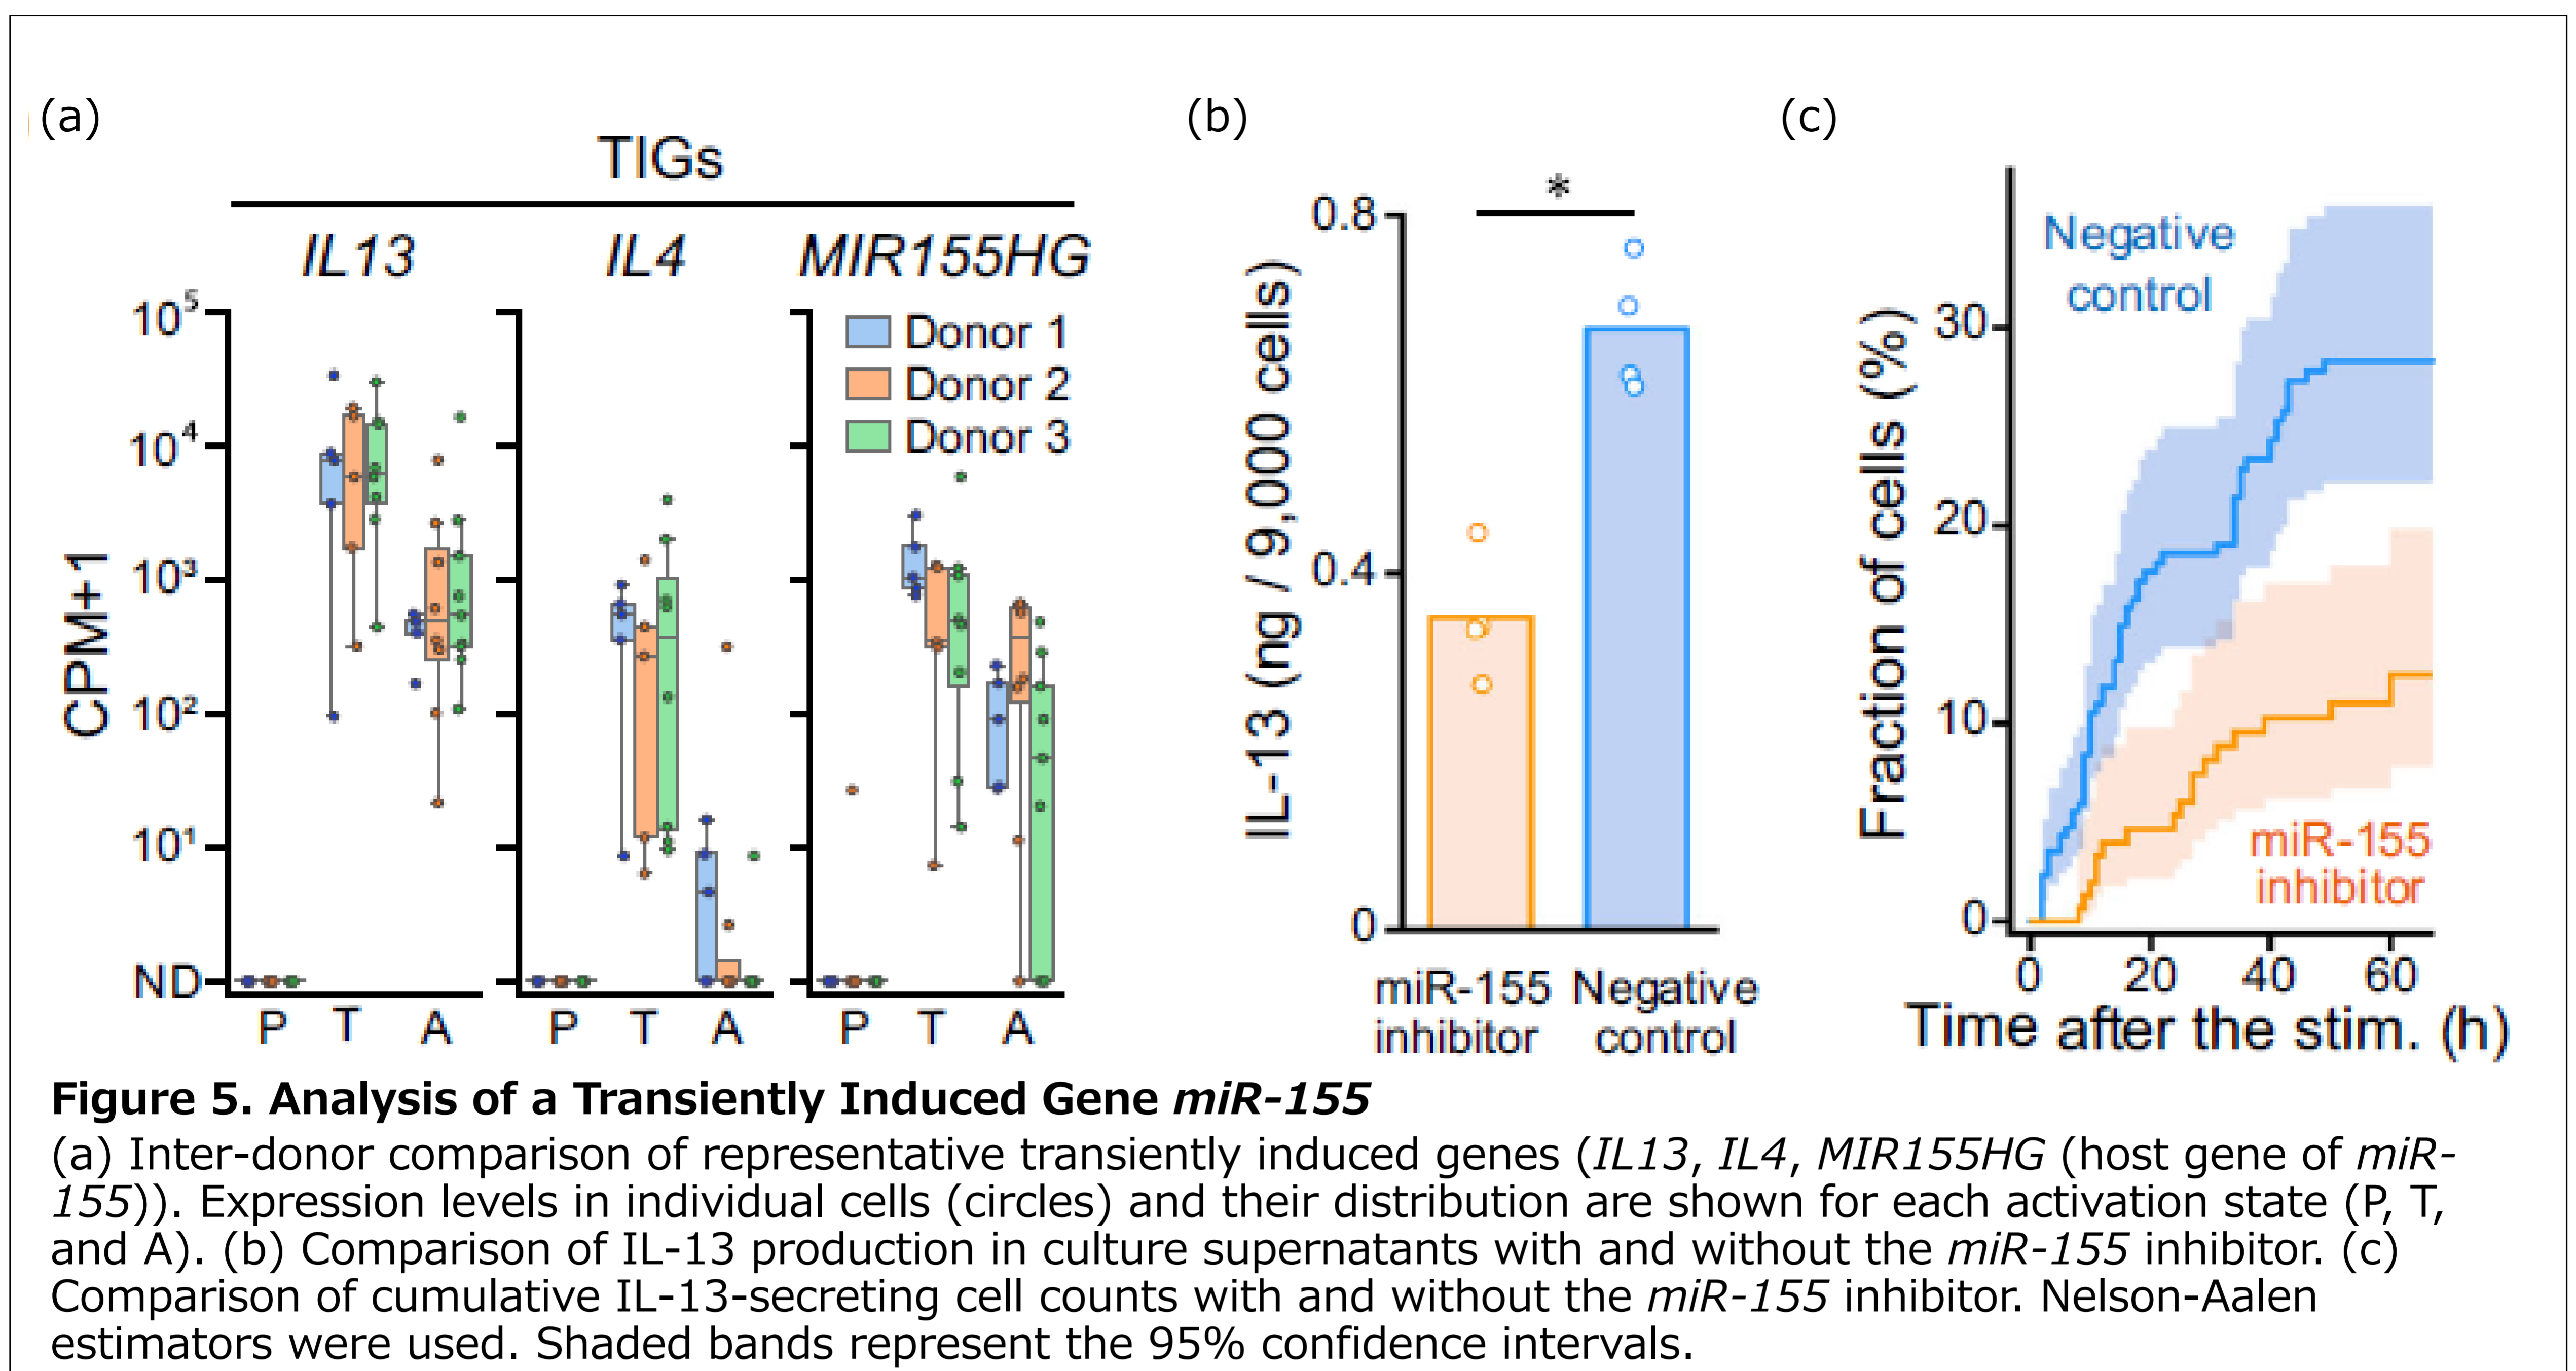 (a)
TIGs
IL13 IL4 MIR155HG
CPM+1
10⁵
10⁴
10³
10²
10¹
ND
Donor 1
Donor 2
Donor 3
P T A P T A P T A
(b)
*
IL-13 (ng / 9,000 cells)
0.8
0.4
0
miR-155 inhibitor
Negative control
(c)
Fraction of cells (%)
30
20
10
0
Negative
control
miR-155
inhibitor
0 20 40 60
Time after the stim. (h)
Figure 5. Analysis of a Transiently Induced Gene miR-155
(a) Inter-donor comparison of representative transiently induced genes (IL13, IL4, MIR155HG (host gene of miR-
155)). Expression levels in individual cells (circles) and their distribution are shown for each activation state (P, T,
and A). (b) Comparison of IL-13 production in culture supernatants with and without the miR-155 inhibitor. (c)
Comparison of cumulative IL-13-secreting cell counts with and without the miR-155 inhibitor. Nelson-Aalen
estimators were used. Shaded bands represent the 95% confidence intervals.